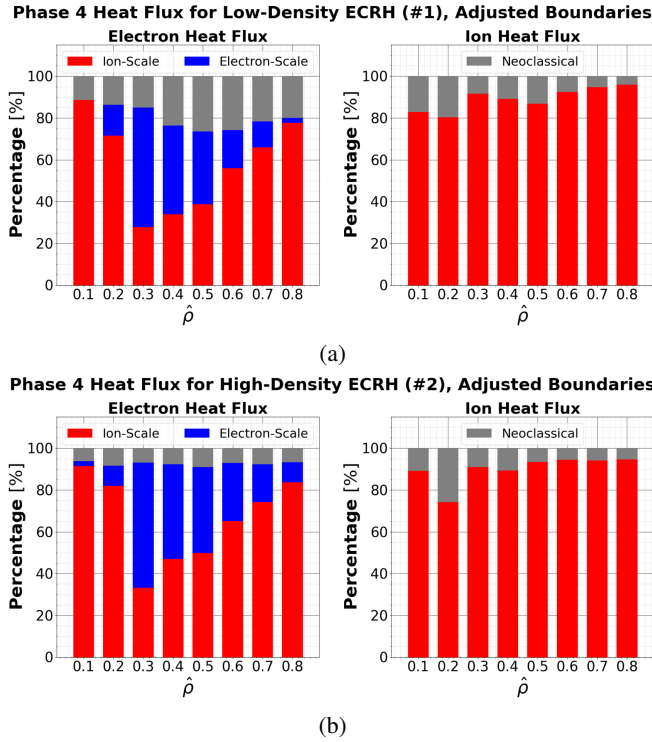 Phase 4 Heat Flux for Low-Density ECRH (#1), Adjusted Boundaries
Electron Heat Flux
Ion Heat Flux
Ion-Scale
Electron-Scale
Neoclassical
Percentage [%]
100
80
60
40
20
0
0.1 0.2 0.3 0.4 0.5 0.6 0.7 0.8
ρ̂
Percentage [%]
100
80
60
40
20
0
0.1 0.2 0.3 0.4 0.5 0.6 0.7 0.8
ρ̂
(a)
Phase 4 Heat Flux for High-Density ECRH (#2), Adjusted Boundaries
Electron Heat Flux
Ion Heat Flux
Ion-Scale
Electron-Scale
Neoclassical
Percentage [%]
100
80
60
40
20
0
0.1 0.2 0.3 0.4 0.5 0.6 0.7 0.8
ρ̂
Percentage [%]
100
80
60
40
20
0
0.1 0.2 0.3 0.4 0.5 0.6 0.7 0.8
ρ̂
(b)